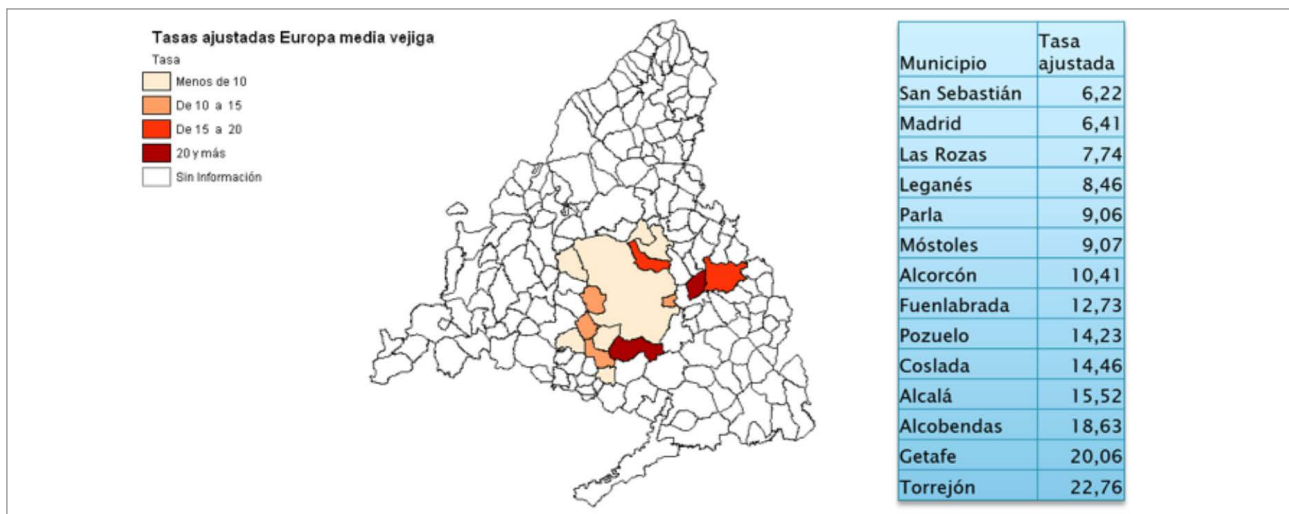 Tasas ajustadas Europa media vejiga
Tasa
Menos de 10
De 10 a 15
De 15 a 20
20 y más
Sin Información
Municipio Tasa ajustada
San Sebastián 6,22
Madrid 6,41
Las Rozas 7,74
Leganés 8,46
Parla 9,06
Móstoles 9,07
Alcorcón 10,41
Fuenlabrada 12,73
Pozuelo 14,23
Coslada 14,46
Alcalá 15,52
Alcobendas 18,63
Getafe 20,06
Torrejón 22,76